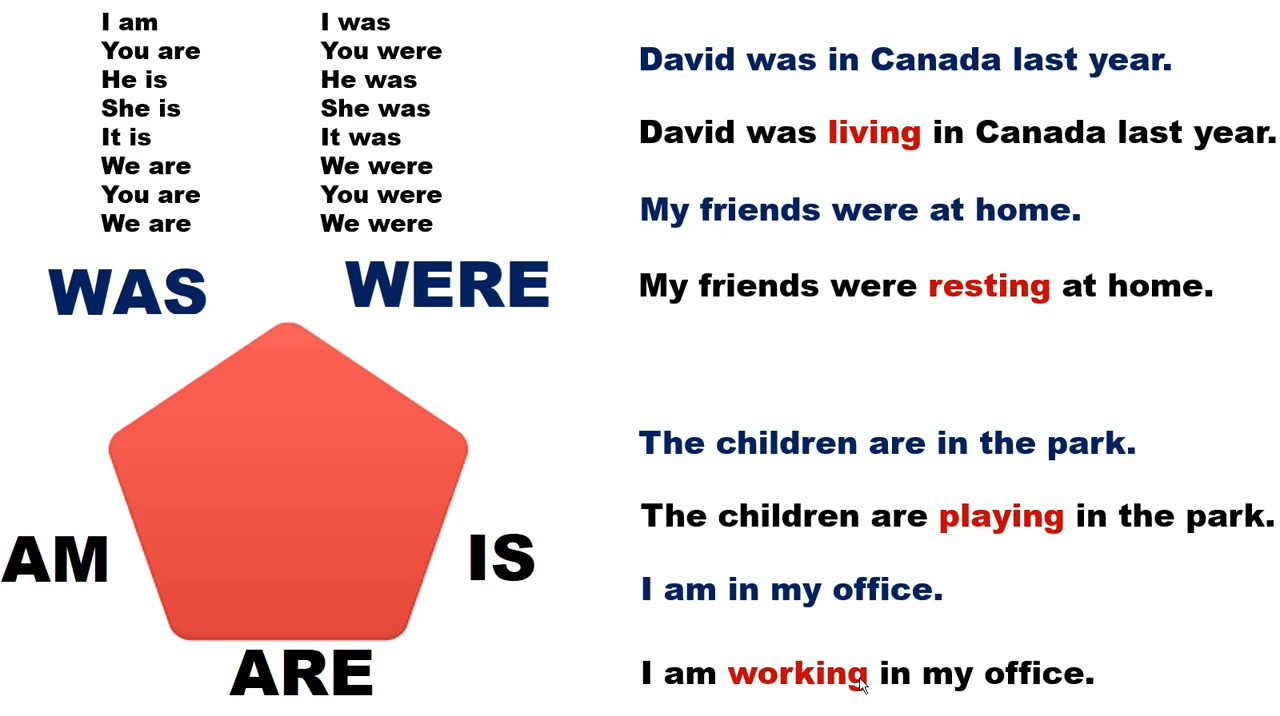 I am
You are
He is
She is
It is
We are
You are
We are
I was
You were
He was
She was
It was
We were
You were
We were
WAS
WERE
AM
IS
ARE
David was in Canada last year.
David was living in Canada last year.
My friends were at home.
My friends were resting at home.
The children are in the park.
The children are playing in the park.
I am in my office.
I am working in my office.